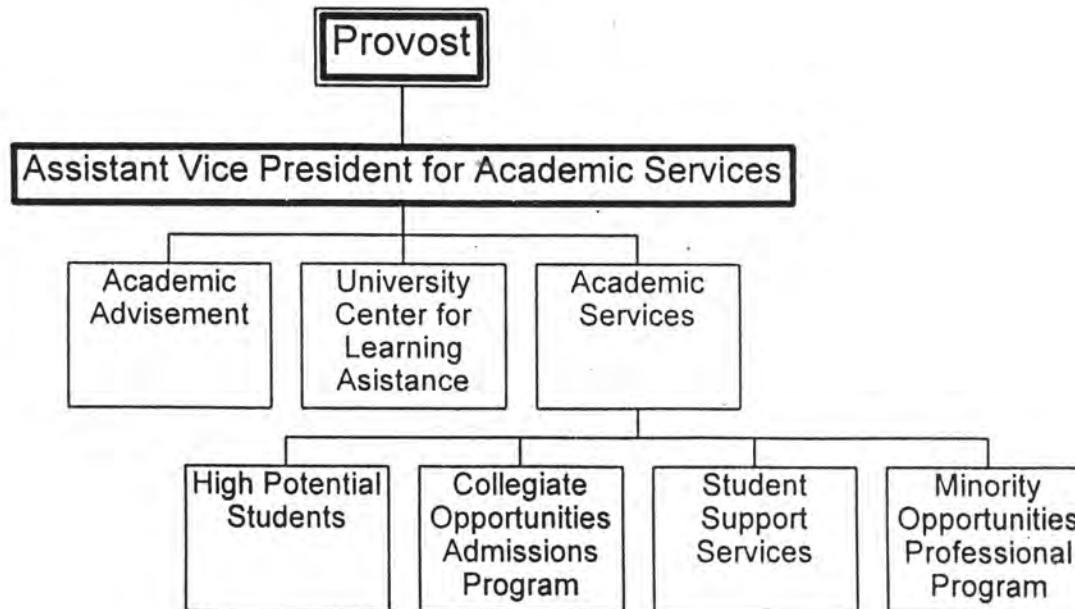 Provost
Assistant Vice President for Academic Services
Academic
Advisement
University
Center for
Learning
Asistance
Academic
Services
High Potential
Students
Collegiate
Opportunities
Admissions
Program
Student
Support
Services
Minority
Opportunities
Professional
Program